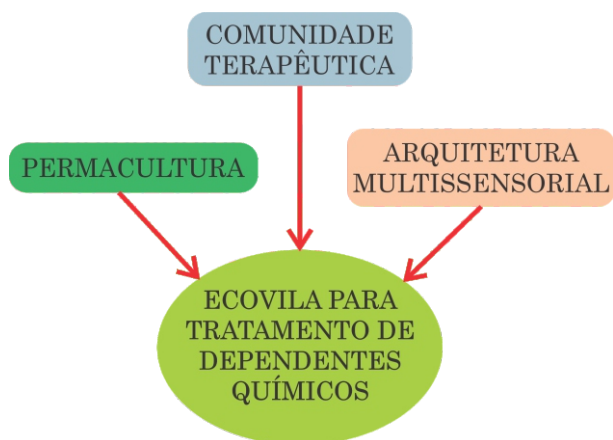 COMUNIDADE
TERAPÊUTICA
PERMACULTURA
ARQUITETURA
MULTISSENSORIAL
ECOVILA PARA
TRATAMENTO DE
DEPENDENTES
QUÍMICOS